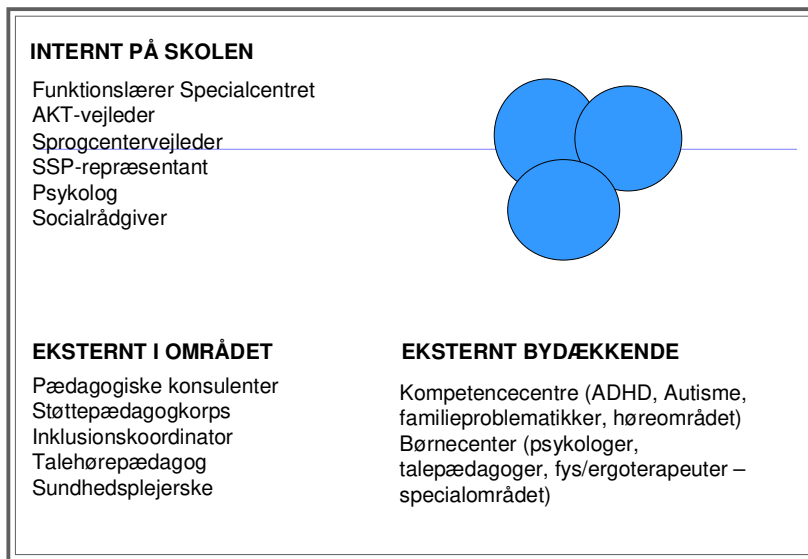 INTERNT PÅ SKOLEN
Funktionslærer Specialcentret
AKT-vejleder
Sprogcentervejleder
SSP-repræsentant
Psykolog
Socialrådgiver
EKSTERNT I OMRÅDET
Pædagogiske konsulenter
Støttepædagogkorps
Inklusionskoordinator
Talehørepædagog
Sundhedsplejerske
EKSTERNT BYDÆKKENDE
Kompetencecentre (ADHD, Autisme,
familieproblematikker, høreområdet)
Børnecenter (psykologer,
talepædagoger, fys/ergoterapeuter –
specialområdet)